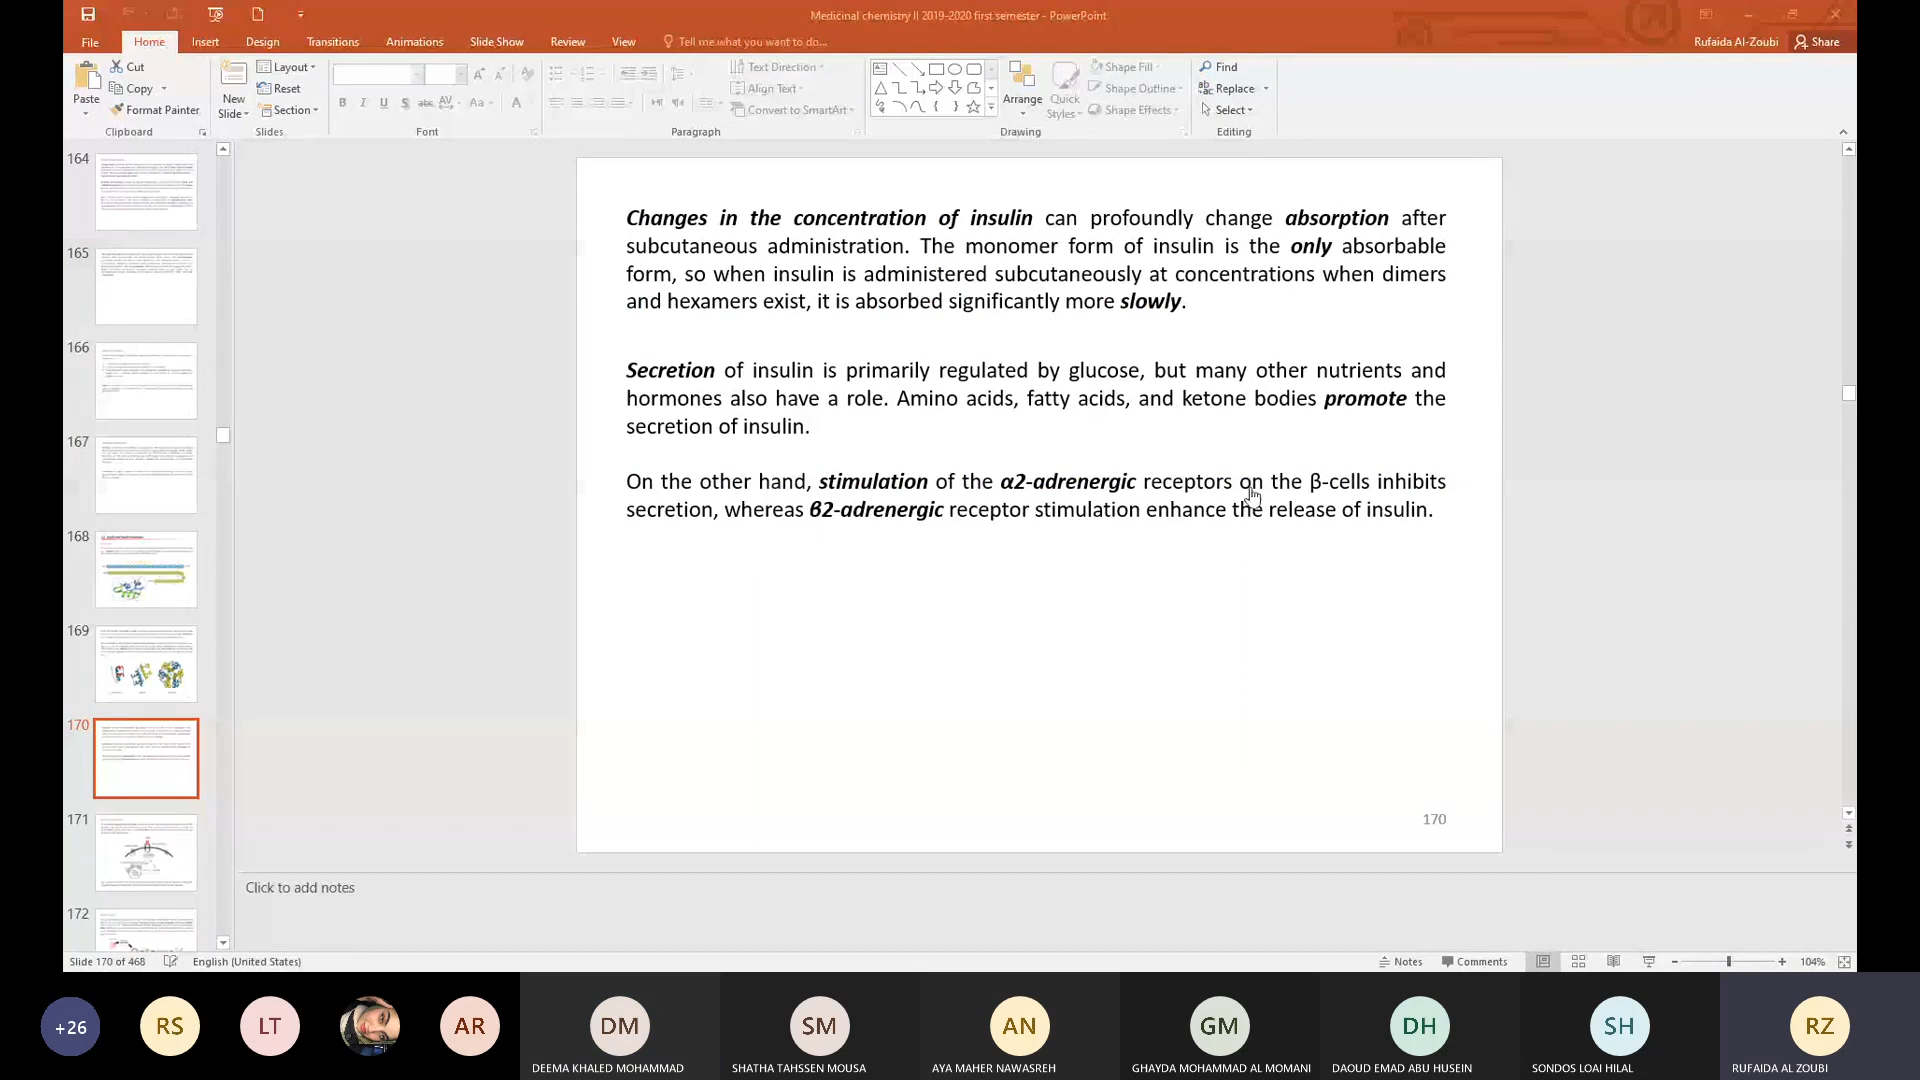 Medicinal chemistry II 2019-2020 first semester - PowerPoint
File Home Insert Design Transitions Animations Slide Show Review View Tell me what you want to do... Rufaida Al-Zoubi Share
Paste
Cut
Copy
Format Painter
Clipboard
New Slide
Layout
Reset
Section
Slides
B I U S abc AV Aa A
Font
Paragraph
Text Direction
Align Text
Convert to SmartArt
Arrange
Quick Styles
Shape Fill
Shape Outline
Shape Effects
Drawing
Find
Replace
Select
Editing
164
165
166
167
168
169
170
171
172
Changes in the concentration of insulin can profoundly change absorption after
subcutaneous administration. The monomer form of insulin is the only absorbable
form, so when insulin is administered subcutaneously at concentrations when dimers
and hexamers exist, it is absorbed significantly more slowly.
Secretion of insulin is primarily regulated by glucose, but many other nutrients and
hormones also have a role. Amino acids, fatty acids, and ketone bodies promote the
secretion of insulin.
On the other hand, stimulation of the α2-adrenergic receptors on the β-cells inhibits
secretion, whereas β2-adrenergic receptor stimulation enhance the release of insulin.
170
Click to add notes
Slide 170 of 468 English (United States) Notes Comments 104%
+26 RS LT AR DM SM AN GM DH SH RZ
DEEMA KHALED MOHAMMAD SHATHA TAHSSEN MOUSA AYA MAHER NAWASREH GHAYDA MOHAMMAD AL MOMANI DAOUD EMAD ABU HUSEIN SONDOS LOAI HILAL RUFAIDA AL ZOUBI